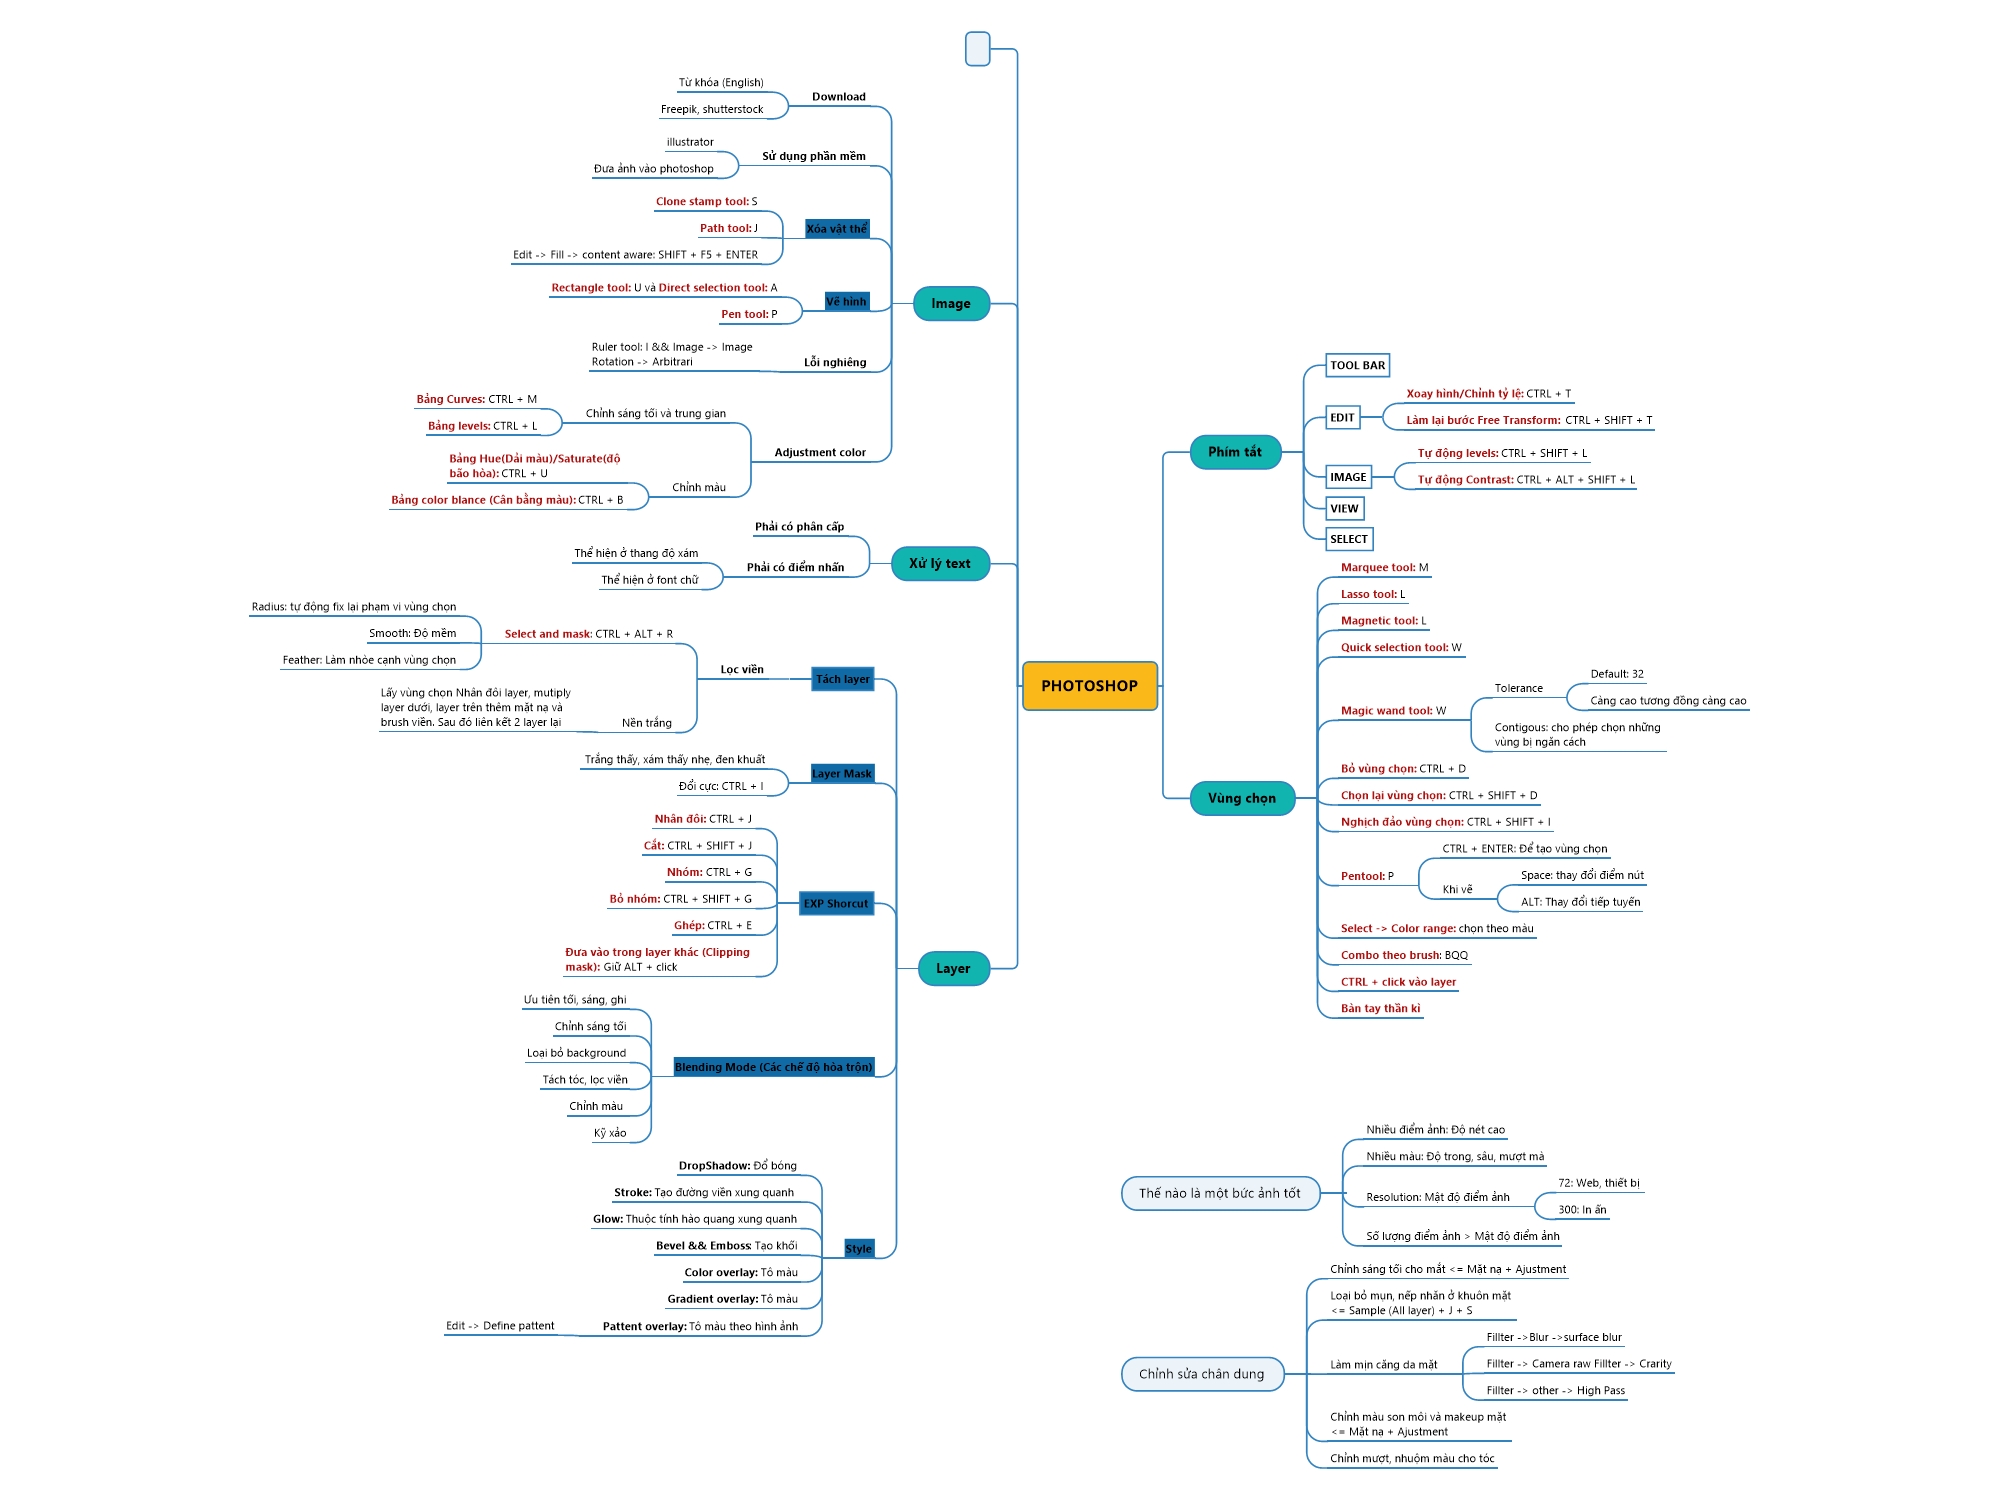 PHOTOSHOP
Image
Download
Từ khóa (English)
Freepik, shutterstock
Sử dụng phần mềm
illustrator
Đưa ảnh vào photoshop
Xóa vật thể
Clone stamp tool: S
Path tool: J
Edit -> Fill -> content aware: SHIFT + F5 + ENTER
Vẽ hình
Rectangle tool: U và Direct selection tool: A
Pen tool: P
Lỗi nghiêng
Ruler tool: I && Image -> Image
Rotation -> Arbitrari
Adjustment color
Chỉnh sáng tối và trung gian
Bảng Curves: CTRL + M
Bảng levels: CTRL + L
Chỉnh màu
Bảng Hue(Dải màu)/Saturate(độ
bão hòa): CTRL + U
Bảng color blance (Cân bằng màu): CTRL + B
Xử lý text
Phải có phân cấp
Phải có điểm nhấn
Thể hiện ở thang độ xám
Thể hiện ở font chữ
Layer
Tách layer
Lọc viền
Select and mask: CTRL + ALT + R
Radius: tự động fix lại phạm vi vùng chọn
Smooth: Độ mềm
Feather: Làm nhòe cạnh vùng chọn
Nền trắng
Lấy vùng chọn Nhân đôi layer, mutiply
layer dưới, layer trên thêm mặt nạ và
brush viền. Sau đó liên kết 2 layer lại
Layer Mask
Trắng thấy, xám thấy nhẹ, đen khuất
Đổi cực: CTRL + I
EXP Shorcut
Nhân đôi: CTRL + J
Cắt: CTRL + SHIFT + J
Nhóm: CTRL + G
Bỏ nhóm: CTRL + SHIFT + G
Ghép: CTRL + E
Đưa vào trong layer khác (Clipping
mask): Giữ ALT + click
Blending Mode (Các chế độ hòa trộn)
Ưu tiên tối, sáng, ghi
Chỉnh sáng tối
Loại bỏ background
Tách tóc, lọc viền
Chỉnh màu
Kỹ xảo
Style
DropShadow: Đổ bóng
Stroke: Tạo đường viền xung quanh
Glow: Thuộc tính hào quang xung quanh
Bevel && Emboss: Tạo khối
Color overlay: Tô màu
Gradient overlay: Tô màu
Pattent overlay: Tô màu theo hình ảnh
Edit -> Define pattent
Phím tắt
TOOL BAR
EDIT
Xoay hình/Chỉnh tỷ lệ: CTRL + T
Làm lại bước Free Transform: CTRL + SHIFT + T
IMAGE
Tự động levels: CTRL + SHIFT + L
Tự động Contrast: CTRL + ALT + SHIFT + L
VIEW
SELECT
Vùng chọn
Marquee tool: M
Lasso tool: L
Magnetic tool: L
Quick selection tool: W
Magic wand tool: W
Tolerance
Default: 32
Càng cao tương đồng càng cao
Contigous: cho phép chọn những
vùng bị ngăn cách
Bỏ vùng chọn: CTRL + D
Chọn lại vùng chọn: CTRL + SHIFT + D
Nghịch đảo vùng chọn: CTRL + SHIFT + I
Pentool: P
CTRL + ENTER: Để tạo vùng chọn
Khi vẽ
Space: thay đổi điểm nút
ALT: Thay đổi tiếp tuyến
Select -> Color range: chọn theo màu
Combo theo brush: BQQ
CTRL + click vào layer
Bàn tay thần kì
Thế nào là một bức ảnh tốt
Nhiều điểm ảnh: Độ nét cao
Nhiều màu: Độ trong, sâu, mượt mà
Resolution: Mật độ điểm ảnh
72: Web, thiết bị
300: In ấn
Số lượng điểm ảnh > Mật độ điểm ảnh
Chỉnh sửa chân dung
Chỉnh sáng tối cho mắt <= Mặt nạ + Ajustment
Loại bỏ mụn, nếp nhăn ở khuôn mặt
<= Sample (All layer) + J + S
Làm mịn căng da mặt
Fillter ->Blur ->surface blur
Fillter -> Camera raw Fillter -> Crarity
Fillter -> other -> High Pass
Chỉnh màu son môi và makeup mặt
<= Mặt nạ + Ajustment
Chỉnh mượt, nhuộm màu cho tóc